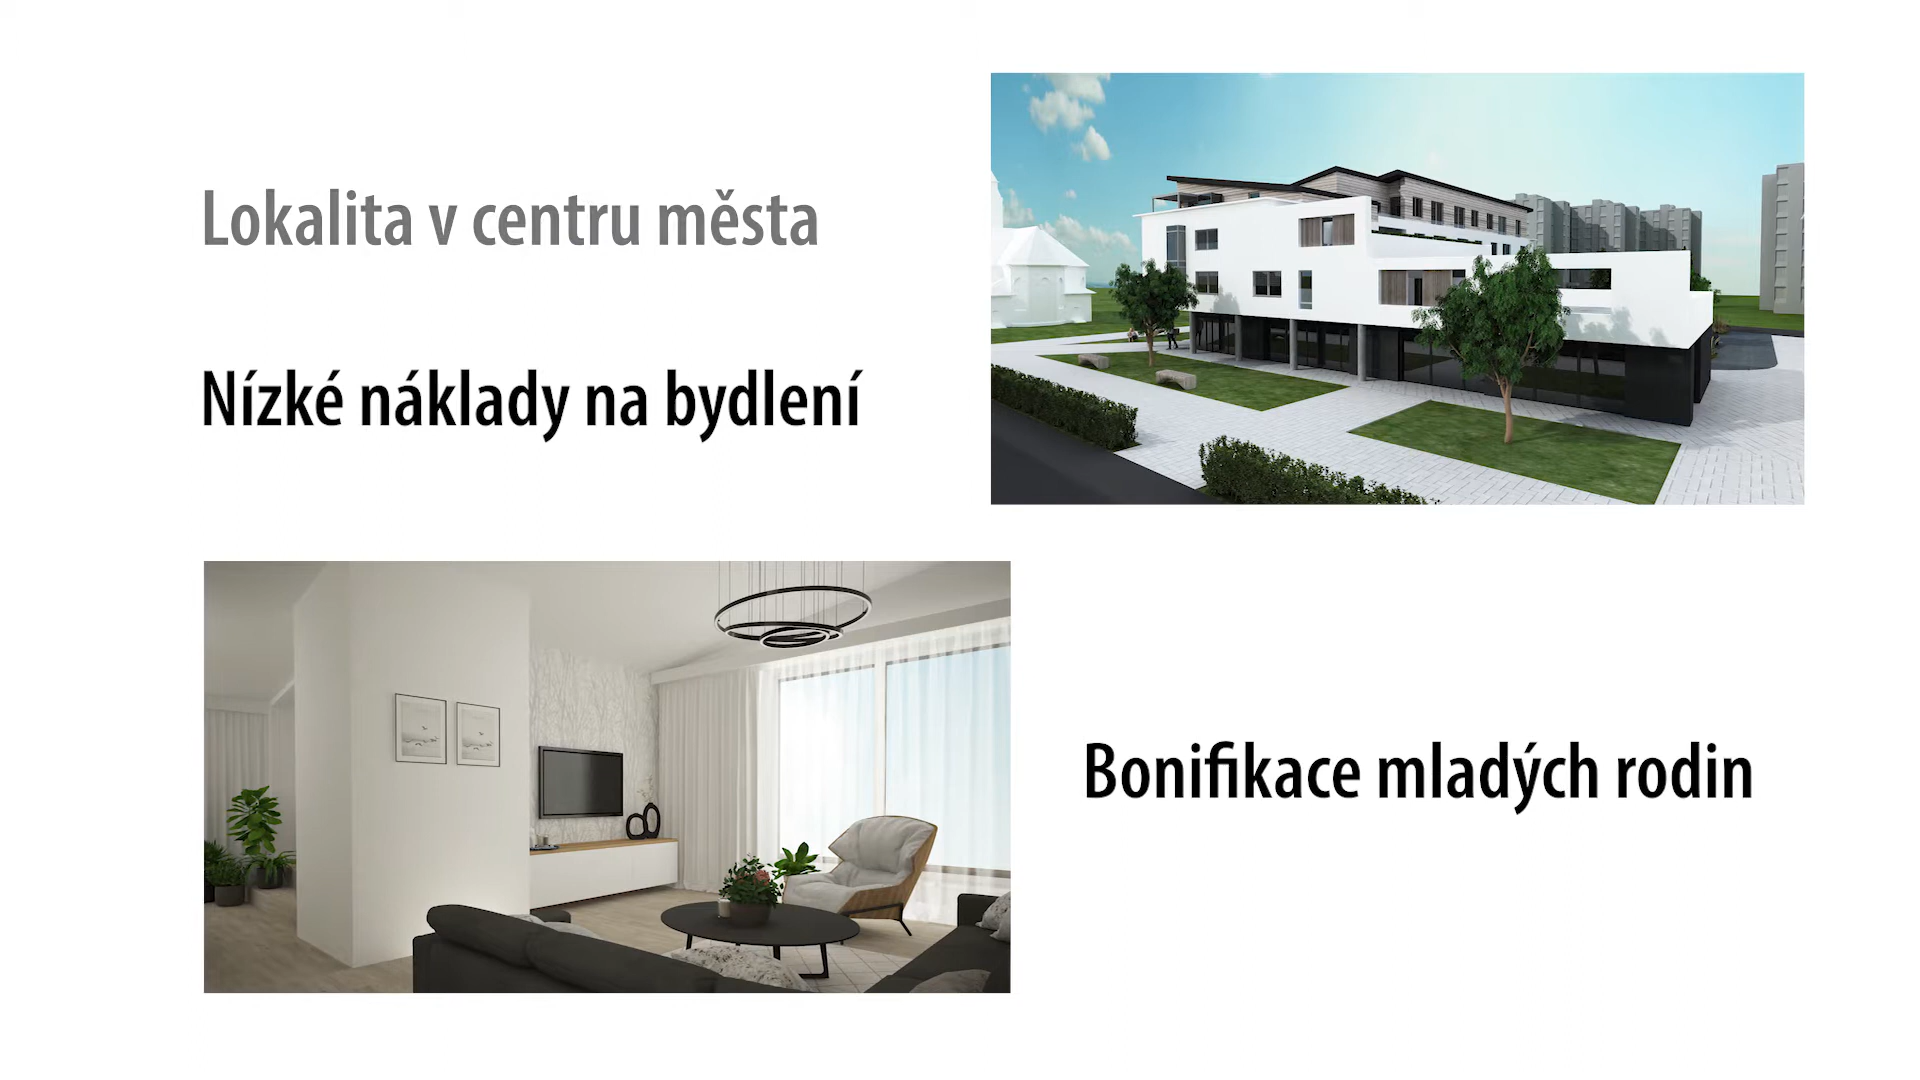 Lokalita v centru města
Nízké náklady na bydlení
Bonifikace mladých rodin